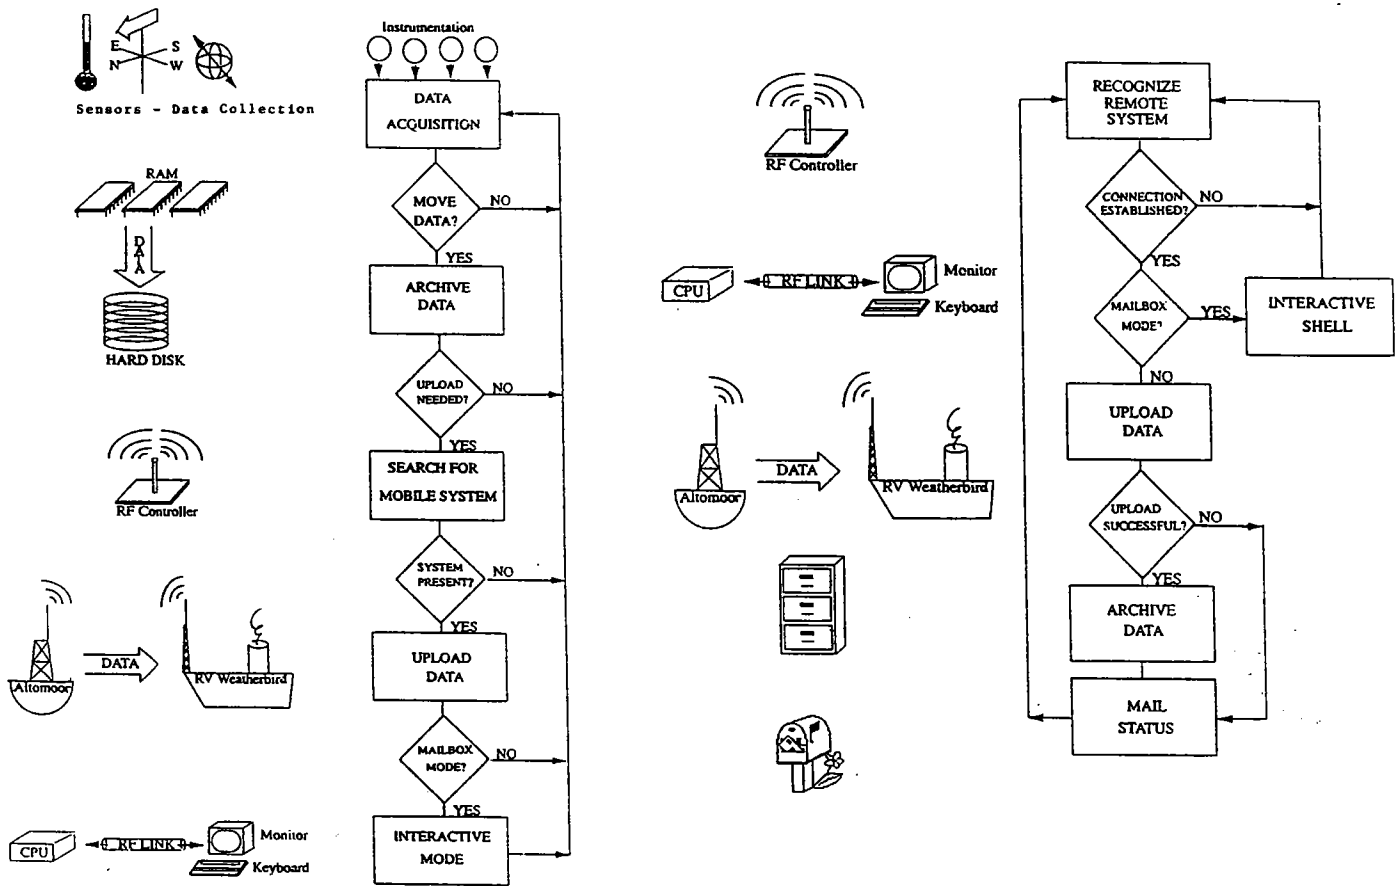 Instrumentation
E
S
N
W
Sensors - Data Collection
DATA
ACQUISITION
RAM
DATA
HARD DISK
MOVE
DATA?
NO
YES
ARCHIVE
DATA
UPLOAD
NEEDED?
NO
YES
SEARCH FOR
MOBILE SYSTEM
RF Controller
SYSTEM
PRESENT?
NO
YES
UPLOAD
DATA
Altomoor
DATA
RV Weatherbird
MAILBOX
MODE?
NO
YES
INTERACTIVE
MODE
CPU
RF LINK
Monitor
Keyboard
RF Controller
RECOGNIZE
REMOTE
SYSTEM
CONNECTION
ESTABLISHED?
NO
YES
CPU
RF LINK
Monitor
Keyboard
MAILBOX
MODE?
YES
INTERACTIVE
SHELL
NO
UPLOAD
DATA
Altomoor
DATA
RV Weatherbird
UPLOAD
SUCCESSFUL?
NO
YES
ARCHIVE
DATA
MAIL
STATUS